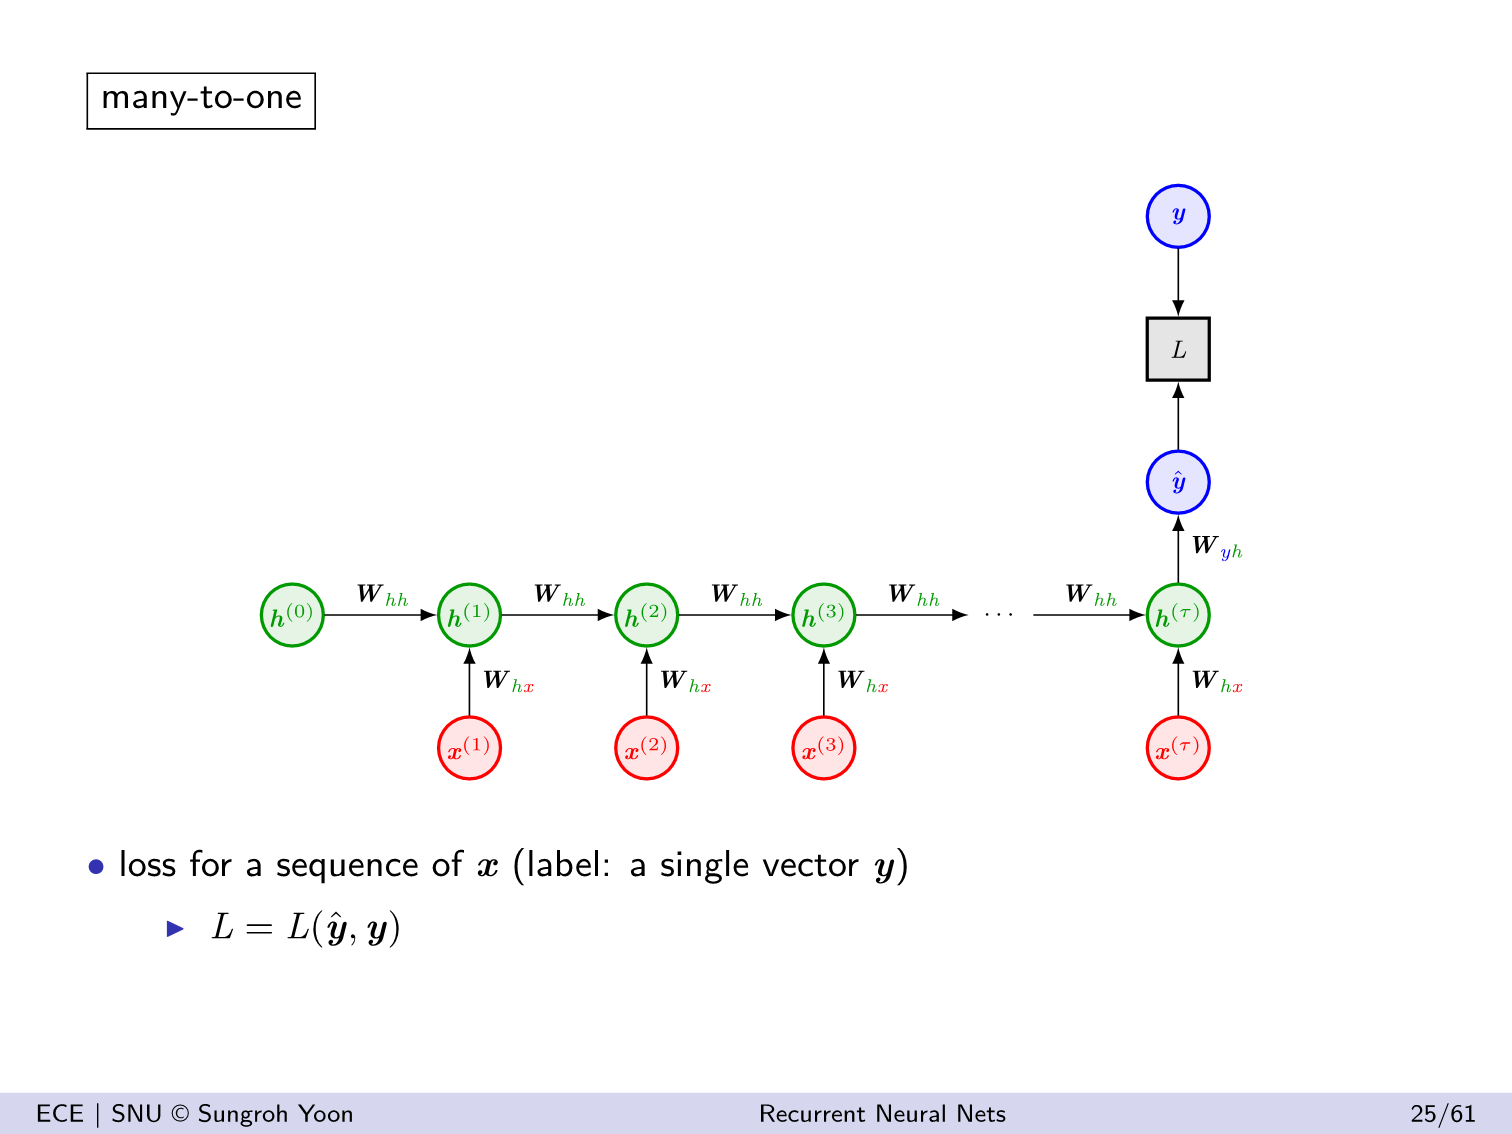 many-to-one
y
L
ŷ
W_yh
W_hh W_hh W_hh W_hh W_hh
h^(0) h^(1) h^(2) h^(3) ··· h^(τ)
W_hx W_hx W_hx W_hx
x^(1) x^(2) x^(3) x^(τ)
• loss for a sequence of x (label: a single vector y)
▶ L = L(ŷ, y)
ECE | SNU © Sungroh Yoon Recurrent Neural Nets 25/61